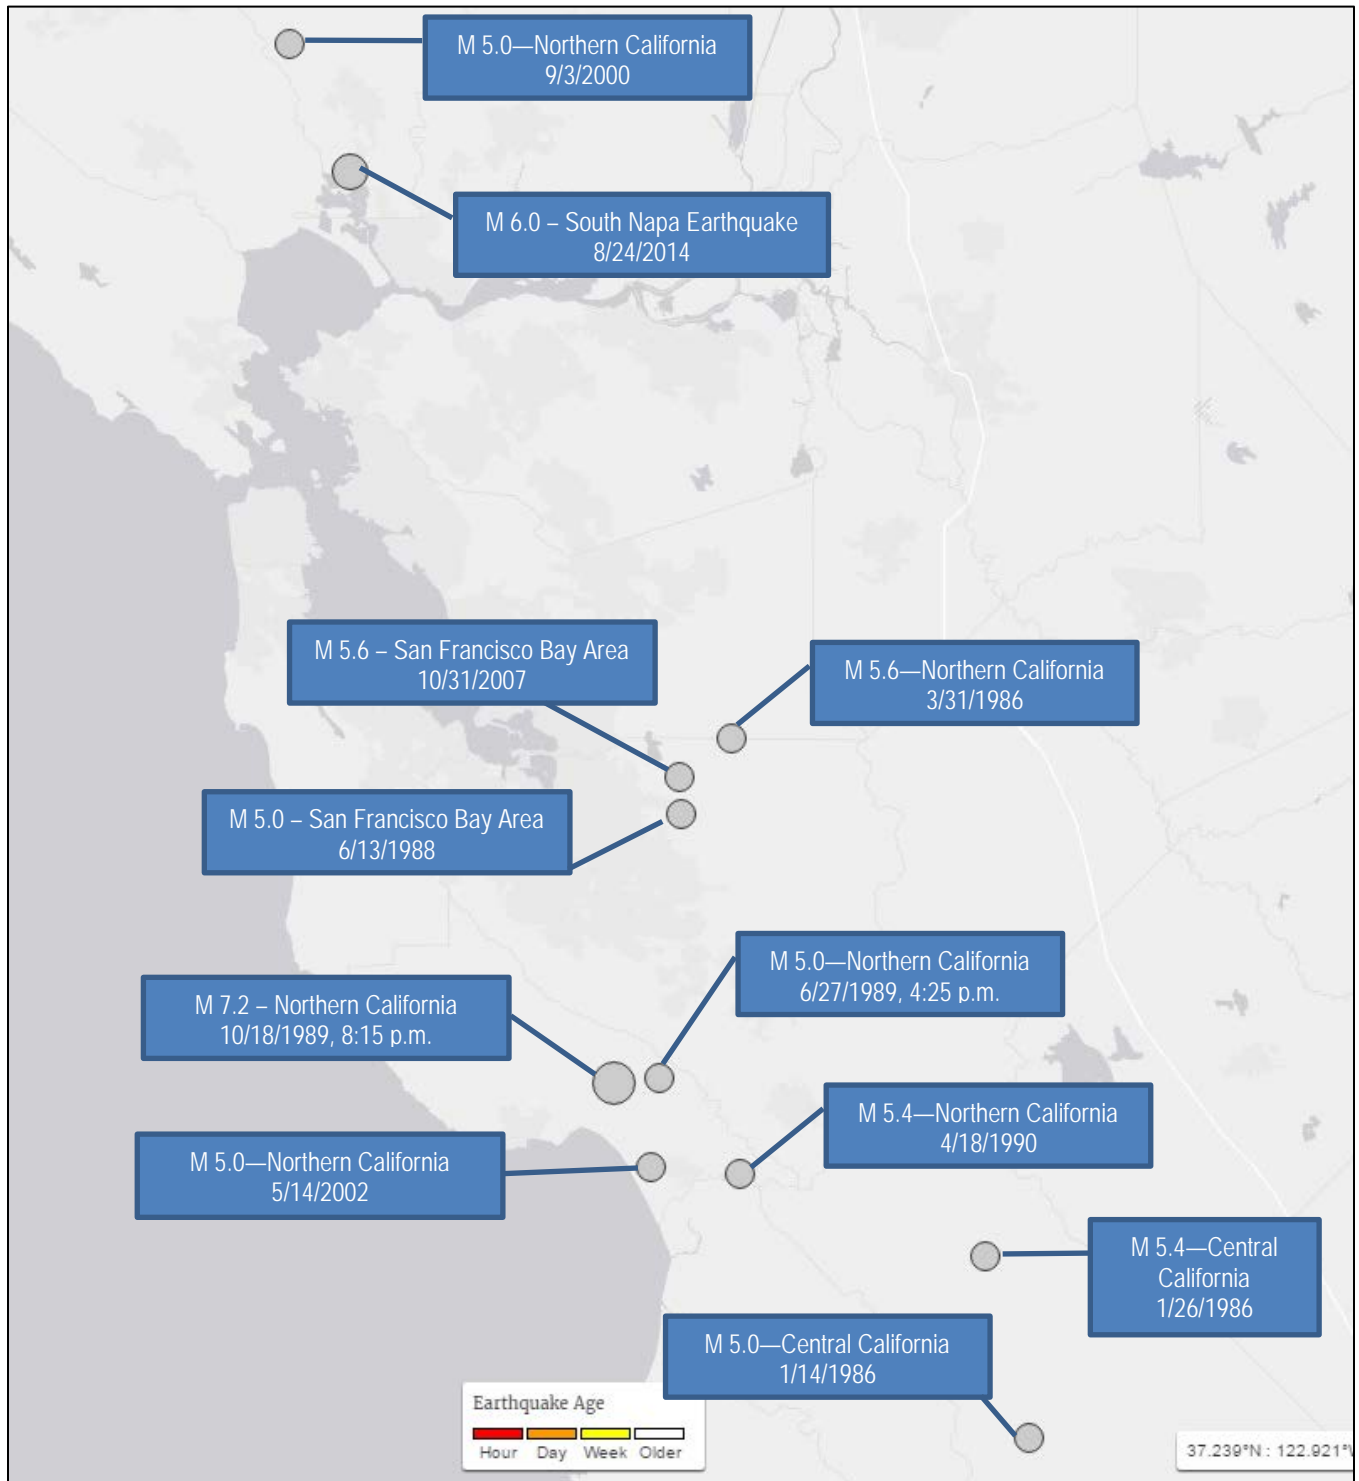 M 5.0—Northern California
9/3/2000
M 6.0 – South Napa Earthquake
8/24/2014
M 5.6 – San Francisco Bay Area
10/31/2007
M 5.6—Northern California
3/31/1986
M 5.0 – San Francisco Bay Area
6/13/1988
M 5.0—Northern California
6/27/1989, 4:25 p.m.
M 7.2 – Northern California
10/18/1989, 8:15 p.m.
M 5.4—Northern California
4/18/1990
M 5.0—Northern California
5/14/2002
M 5.4—Central
California
1/26/1986
M 5.0—Central California
1/14/1986
Earthquake Age
Hour Day Week Older
37.239°N : 122.921°